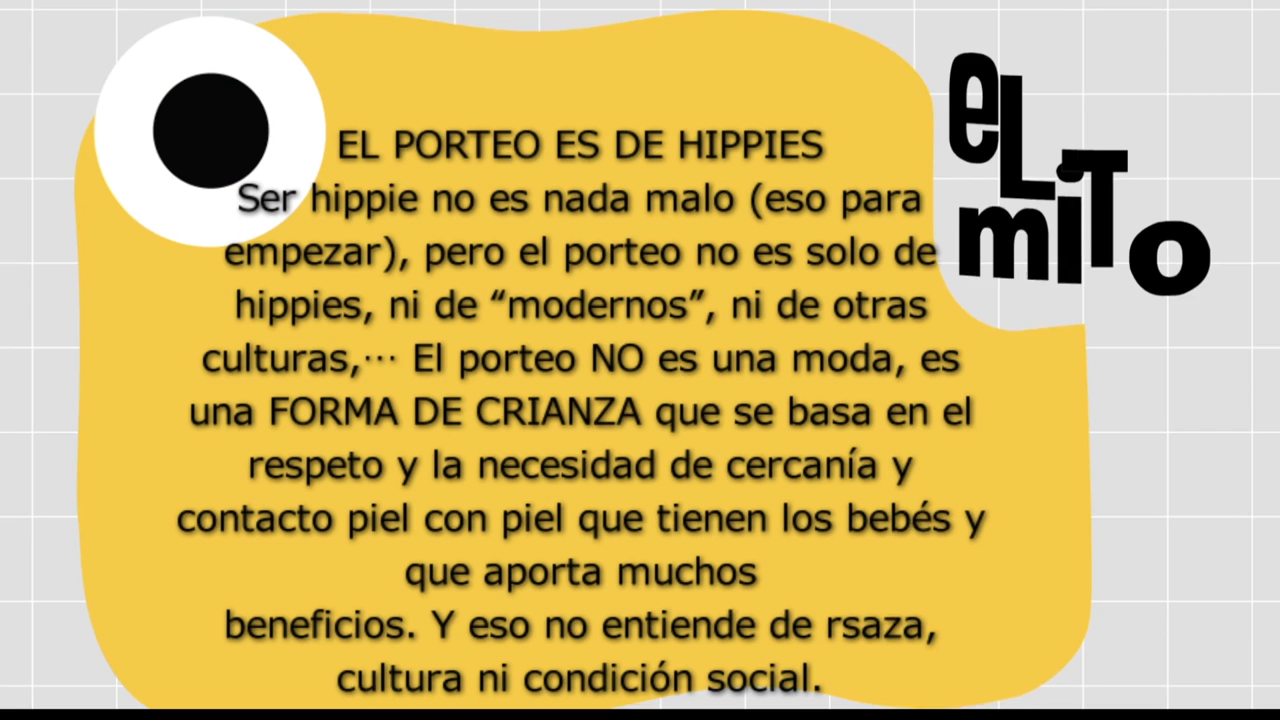 eL
miTo
EL PORTEO ES DE HIPPIES
Ser hippie no es nada malo (eso para
empezar), pero el porteo no es solo de
hippies, ni de “modernos”, ni de otras
culturas,··· El porteo NO es una moda, es
una FORMA DE CRIANZA que se basa en el
respeto y la necesidad de cercanía y
contacto piel con piel que tienen los bebés y
que aporta muchos
beneficios. Y eso no entiende de rsaza,
cultura ni condición social.